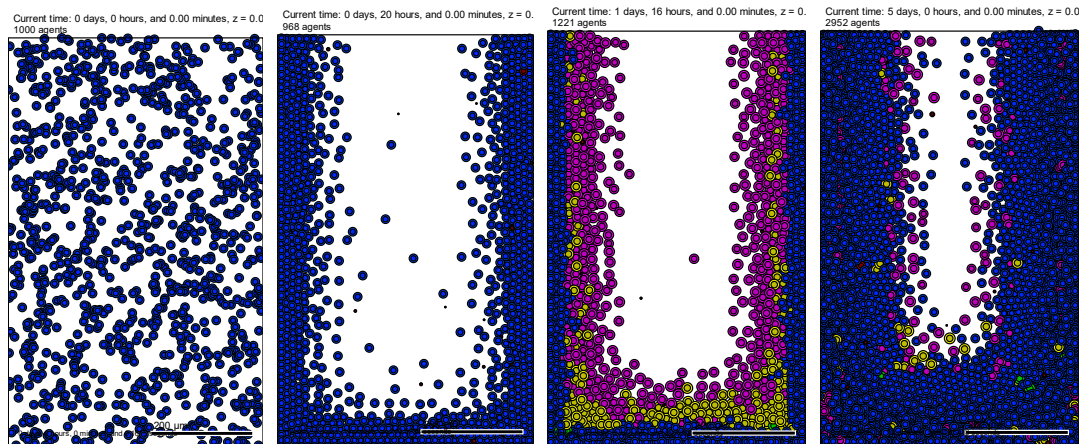 Current time: 0 days, 0 hours, and 0.00 minutes, z = 0.0
1000 agents
200 μm
Current time: 0 days, 20 hours, and 0.00 minutes, z = 0.
968 agents
Current time: 1 days, 16 hours, and 0.00 minutes, z = 0.
1221 agents
Current time: 5 days, 0 hours, and 0.00 minutes, z = 0.0
2952 agents